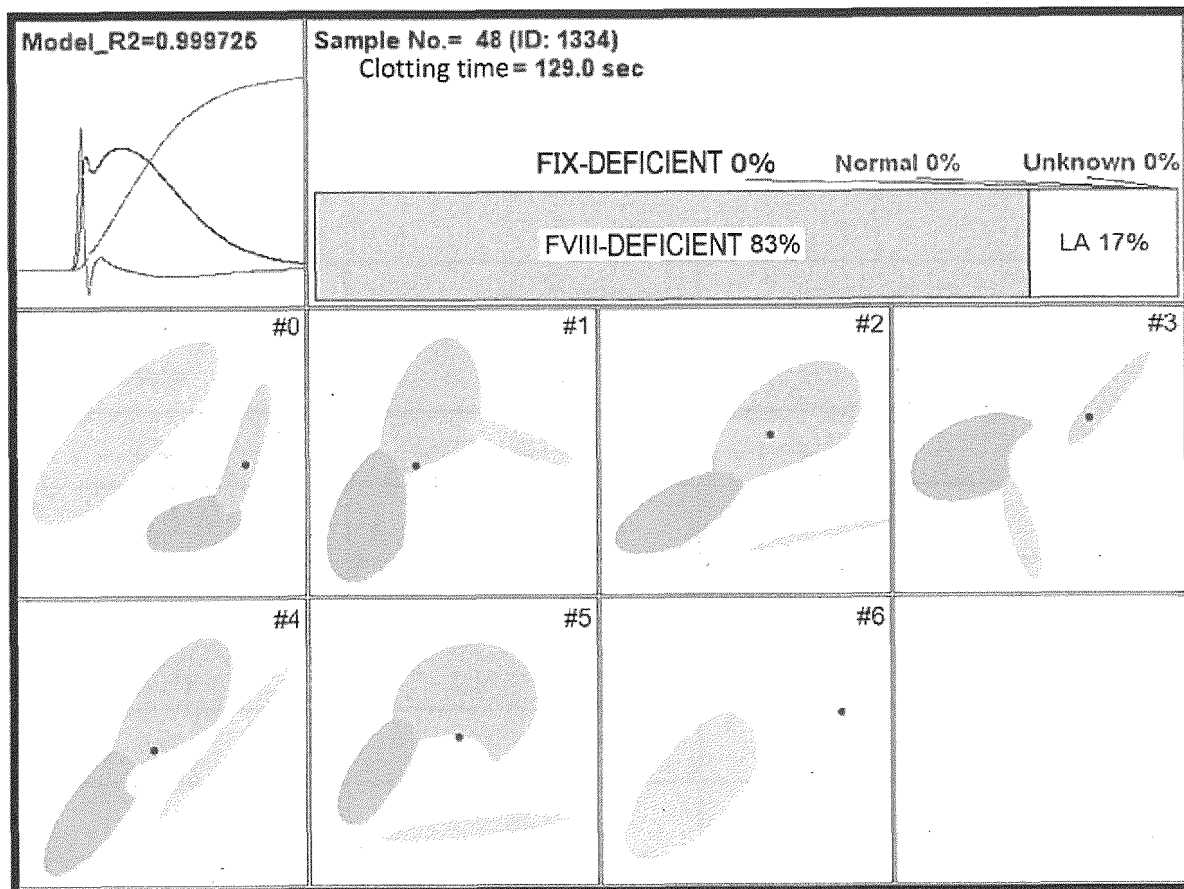 Model_R2=0.999725
Sample No.= 48 (ID: 1334)
Clotting time= 129.0 sec
FIX-DEFICIENT 0%
Normal 0%
Unknown 0%
FVIII-DEFICIENT 83%
LA 17%
#0
#1
#2
#3
#4
#5
#6